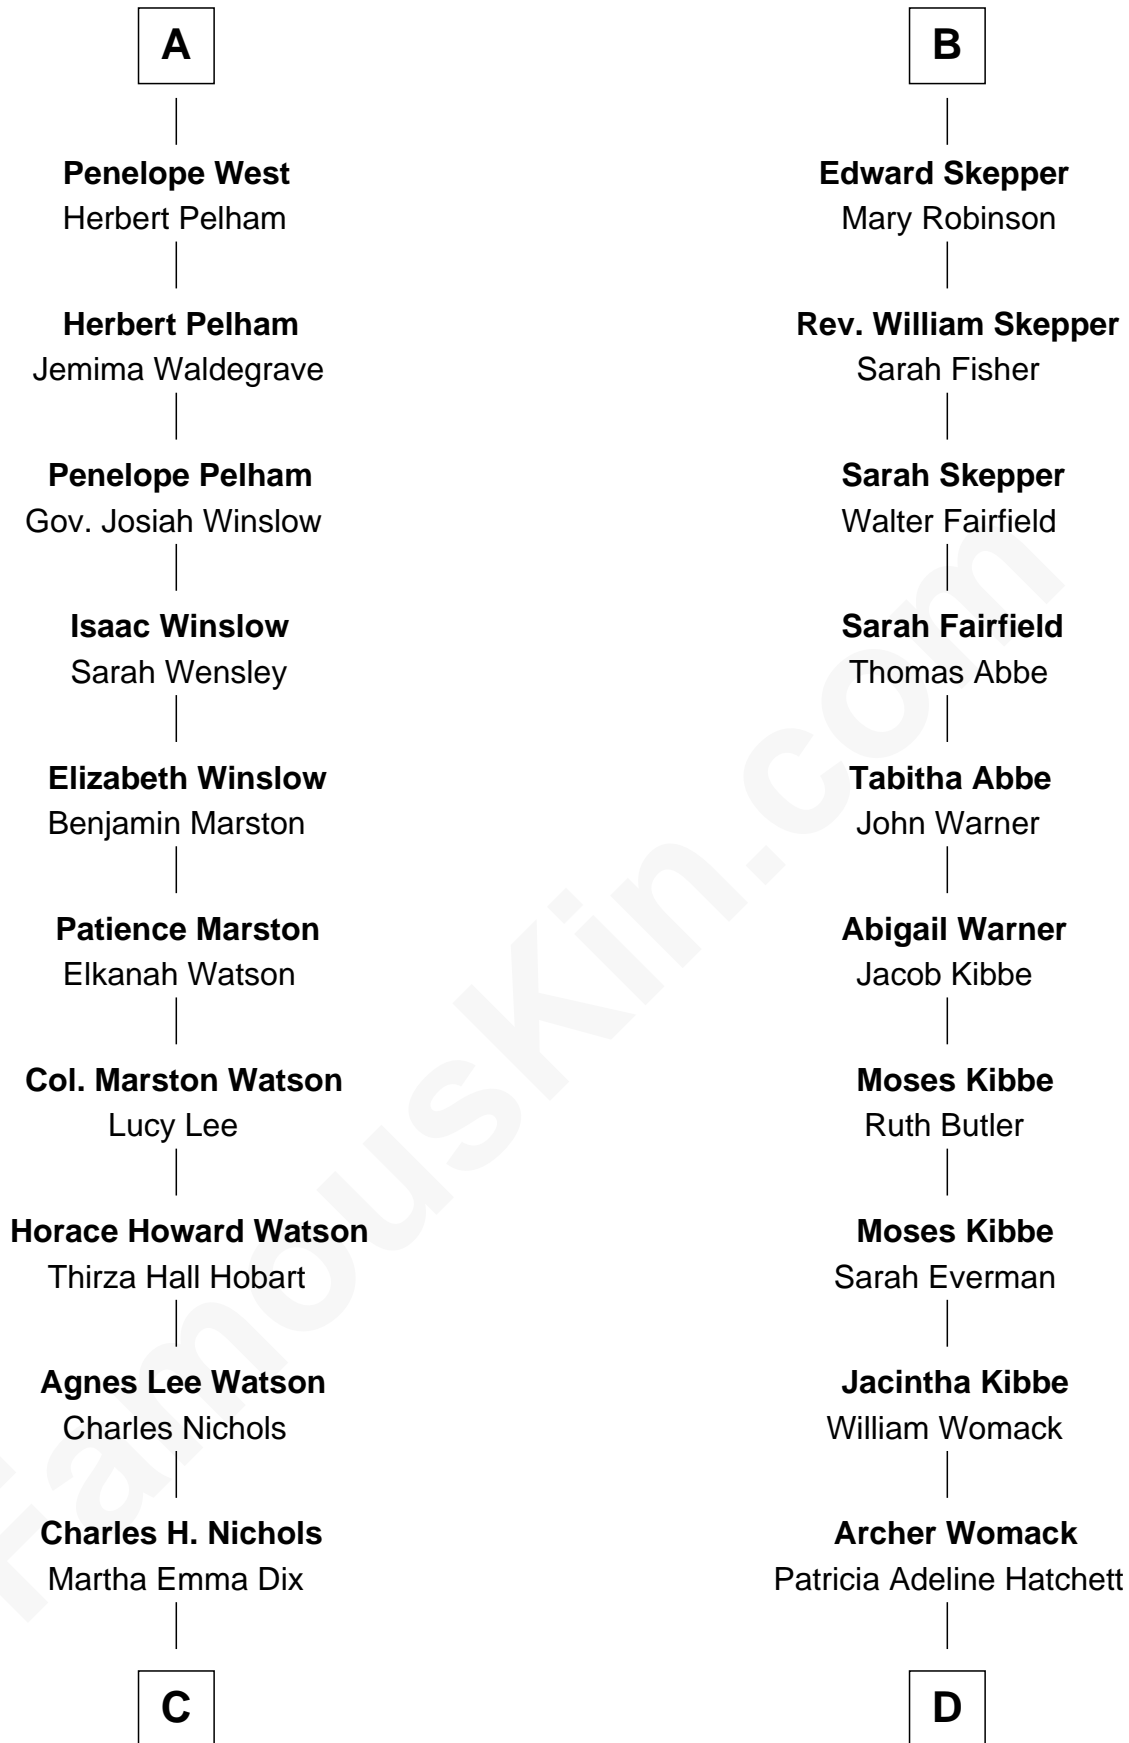 A
Penelope West
Herbert Pelham
Herbert Pelham
Jemima Waldegrave
Penelope Pelham
Gov. Josiah Winslow
Isaac Winslow
Sarah Wensley
Elizabeth Winslow
Benjamin Marston
Patience Marston
Elkanah Watson
Col. Marston Watson
Lucy Lee
Horace Howard Watson
Thirza Hall Hobart
Agnes Lee Watson
Charles Nichols
Charles H. Nichols
Martha Emma Dix
C
B
Edward Skepper
Mary Robinson
Rev. William Skepper
Sarah Fisher
Sarah Skepper
Walter Fairfield
Sarah Fairfield
Thomas Abbe
Tabitha Abbe
John Warner
Abigail Warner
Jacob Kibbe
Moses Kibbe
Ruth Butler
Moses Kibbe
Sarah Everman
Jacintha Kibbe
William Womack
Archer Womack
Patricia Adeline Hatchett
D
FamousKin.com